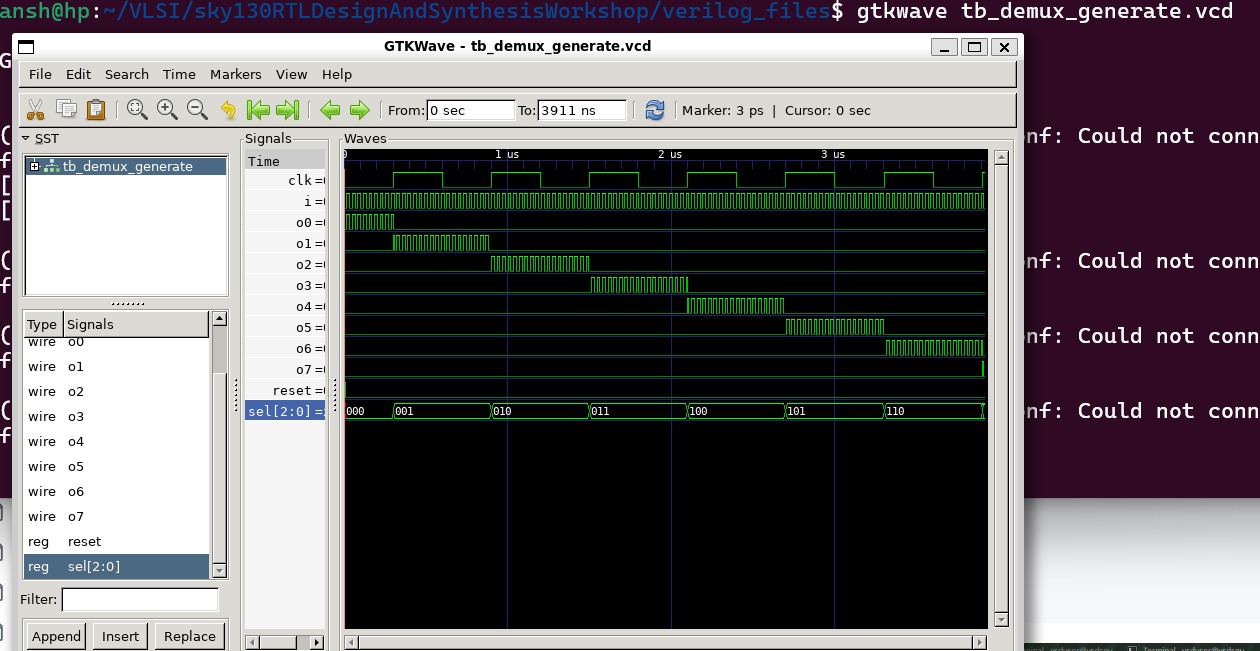 ansh@hp:~/VLSI/sky130RTLDesignAndSynthesisWorkshop/verilog_files$ gtkwave tb_demux_generate.vcd
GTKWave - tb_demux_generate.vcd
File Edit Search Time Markers View Help
From: 0 sec To: 3911 ns Marker: 3 ps | Cursor: 0 sec
SST
tb_demux_generate
Type Signals
wire o0
wire o1
wire o2
wire o3
wire o4
wire o5
wire o6
wire o7
reg reset
reg sel[2:0]
Filter:
Append Insert Replace
Signals
Time
clk =
i =
o0 =
o1 =
o2 =
o3 =
o4 =
o5 =
o6 =
o7 =
reset =
sel[2:0] =
Waves
0 1 us 2 us 3 us
000 001 010 011 100 101 110
nf: Could not conn
nf: Could not conn
nf: Could not conn
nf: Could not conn